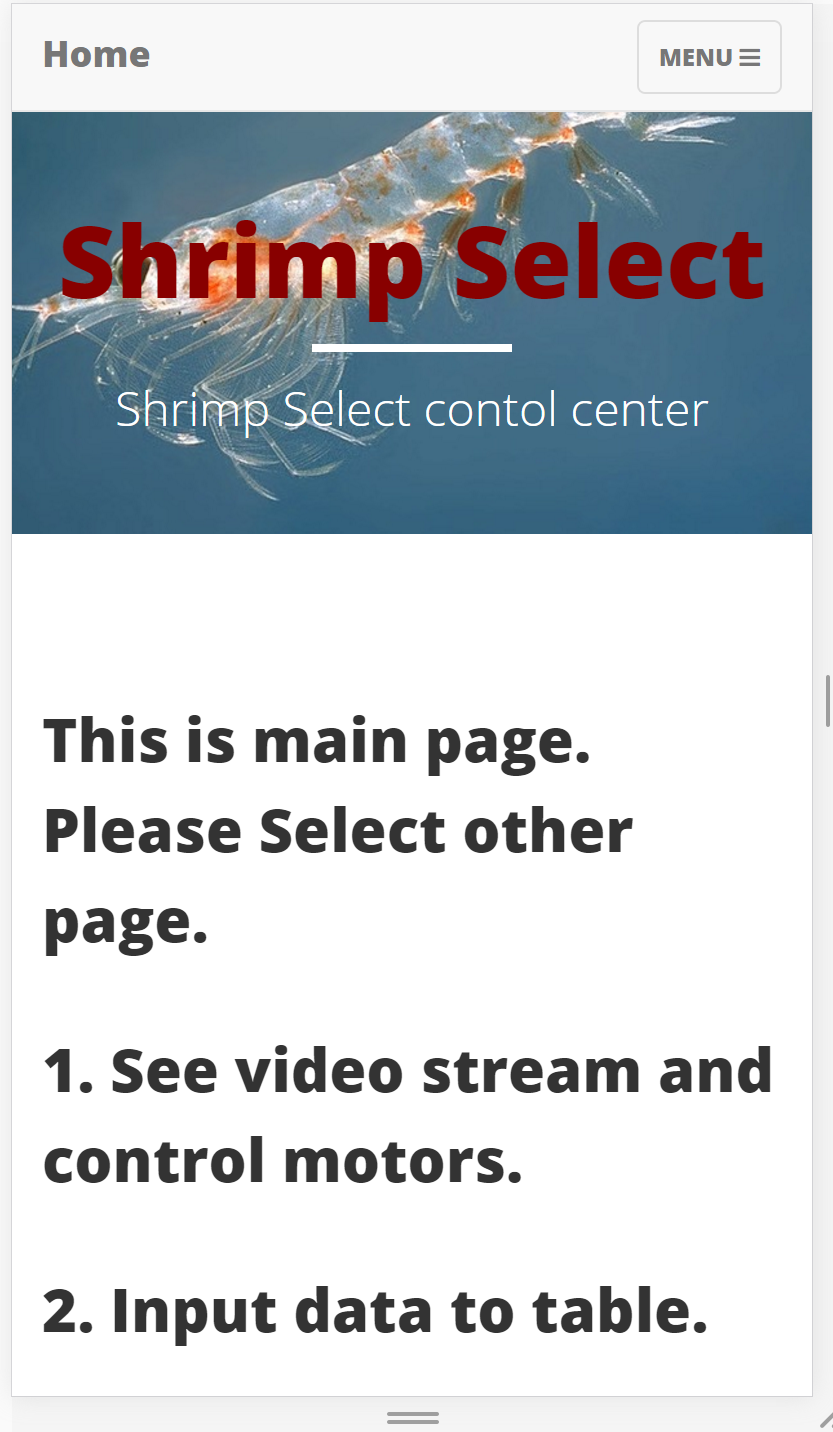 Home
MENU
Shrimp Select
Shrimp Select contol center
This is main page.
Please Select other
page.
1. See video stream and
control motors.
2. Input data to table.